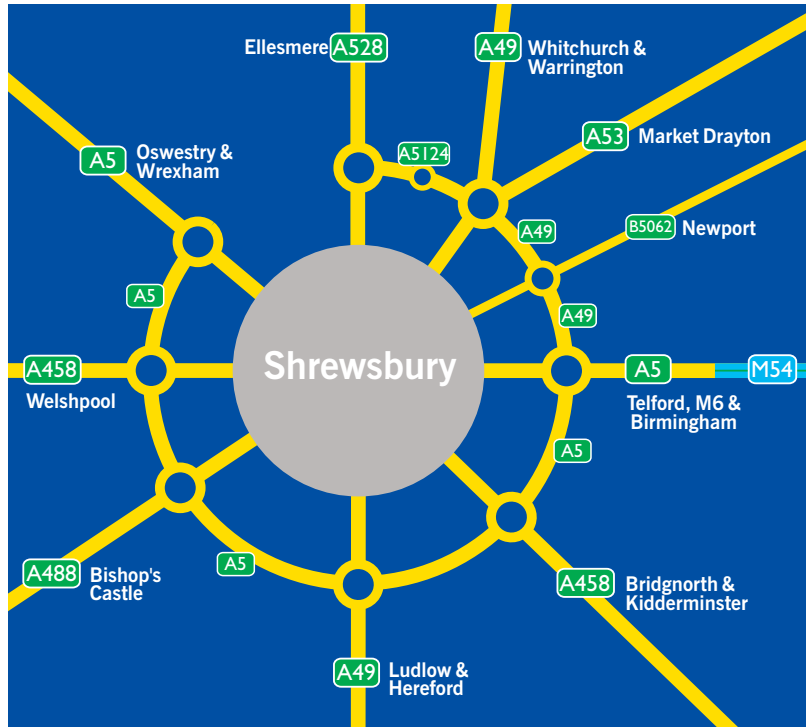 Ellesmere A528
A49 Whitchurch &
Warrington
A53 Market Drayton
A5124
A5 Oswestry &
Wrexham
A49
B5062 Newport
A5
A49
Shrewsbury
A458
Welshpool
A5 M54
Telford, M6 &
Birmingham
A5
A5
A488 Bishop's
Castle
A458 Bridgnorth &
Kidderminster
A49 Ludlow &
Hereford